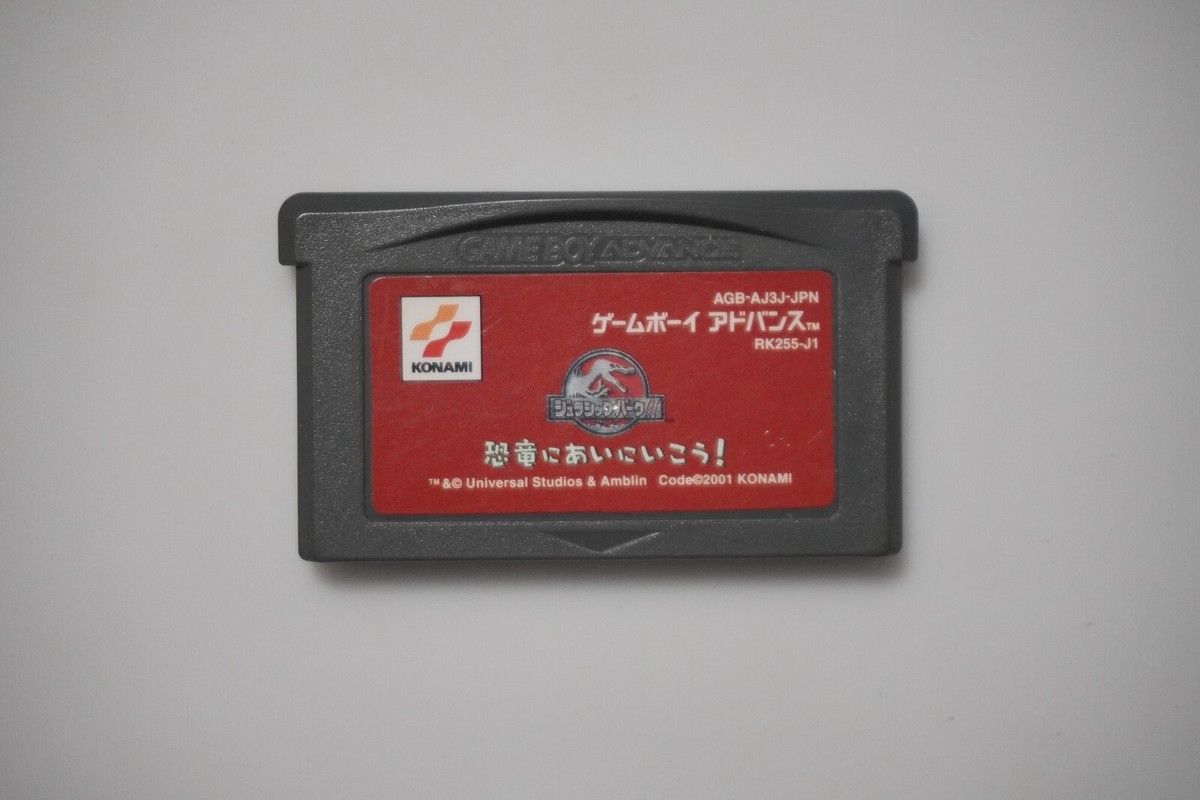 GAME BOY ADVANCE
AGB-AJ3J-JPN
ゲームボーイ アドバンス™
RK255-J1
KONAMI
ジュラシック・パークIII
恐竜にあいにいこう!
™&© Universal Studios & Amblin Code©2001 KONAMI